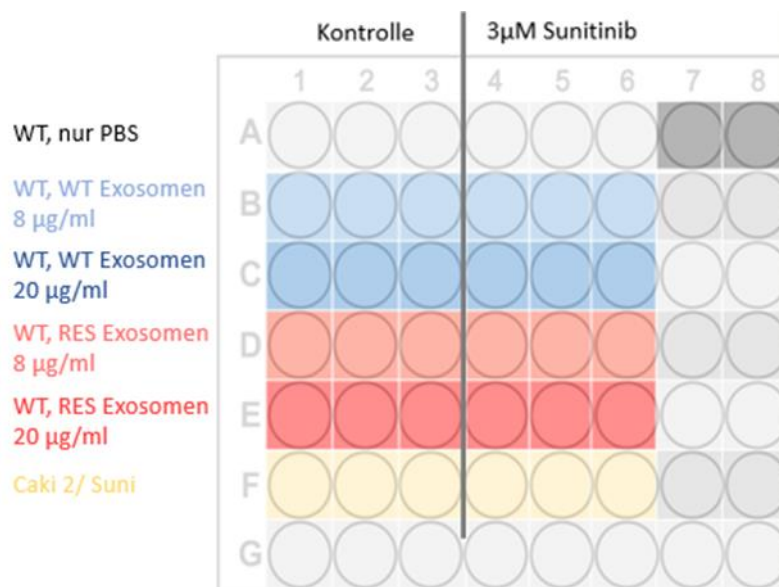 Kontrolle 3µM Sunitinib
1 2 3 4 5 6 7 8
WT, nur PBS A
WT, WT Exosomen
8 µg/ml
B
WT, WT Exosomen
20 µg/ml
C
WT, RES Exosomen
8 µg/ml
D
WT, RES Exosomen
20 µg/ml
E
Caki 2/ Suni F
G